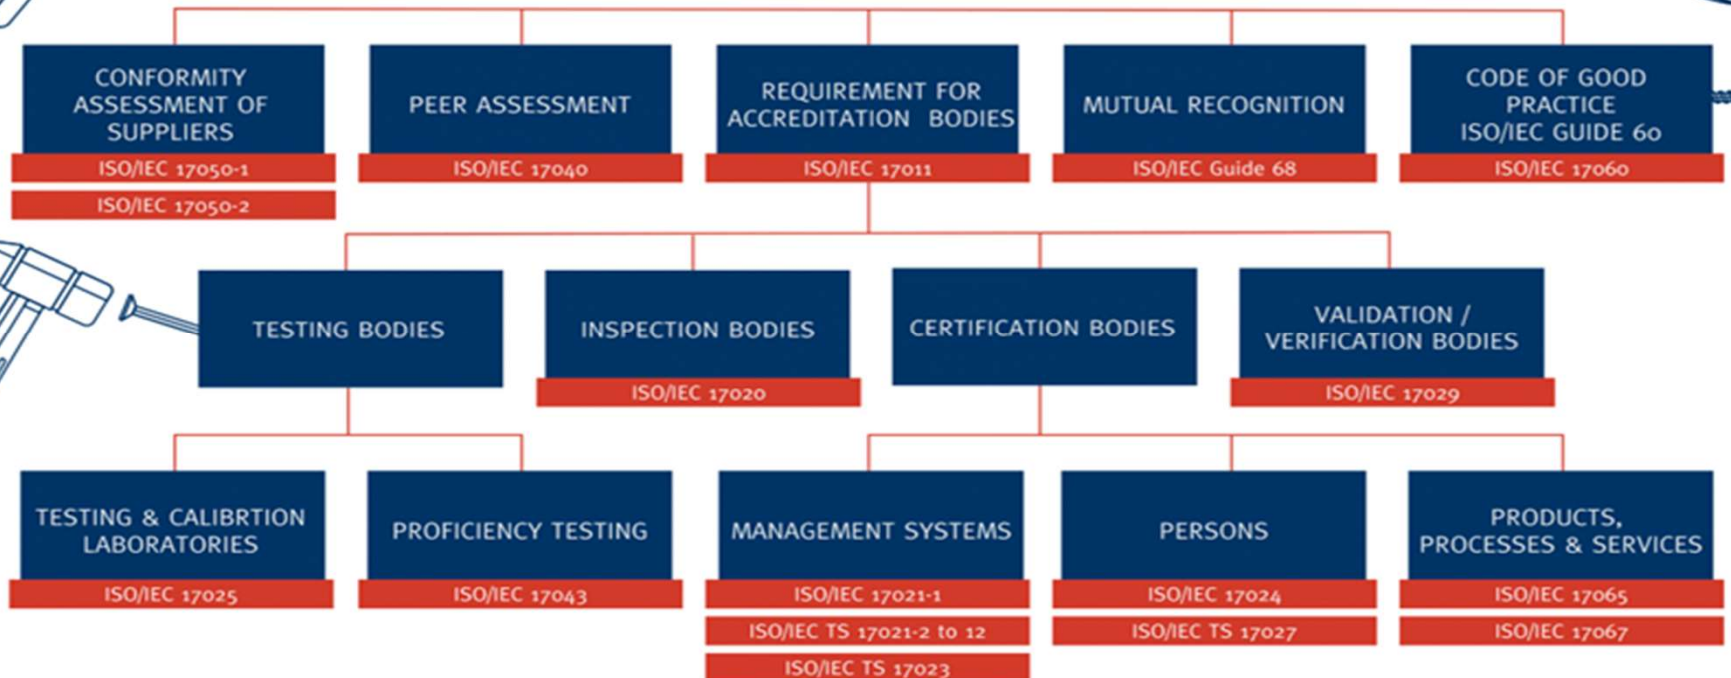 CONFORMITY
ASSESSMENT OF
SUPPLIERS
ISO/IEC 17050-1
ISO/IEC 17050-2
PEER ASSESSMENT
ISO/IEC 17040
REQUIREMENT FOR
ACCREDITATION BODIES
ISO/IEC 17011
MUTUAL RECOGNITION
ISO/IEC Guide 68
CODE OF GOOD
PRACTICE
ISO/IEC GUIDE 60
ISO/IEC 17060
TESTING BODIES
INSPECTION BODIES
ISO/IEC 17020
CERTIFICATION BODIES
VALIDATION /
VERIFICATION BODIES
ISO/IEC 17029
TESTING & CALIBRTION
LABORATORIES
ISO/IEC 17025
PROFICIENCY TESTING
ISO/IEC 17043
MANAGEMENT SYSTEMS
ISO/IEC 17021-1
ISO/IEC TS 17021-2 to 12
ISO/IEC TS 17023
PERSONS
ISO/IEC 17024
ISO/IEC TS 17027
PRODUCTS,
PROCESSES & SERVICES
ISO/IEC 17065
ISO/IEC 17067